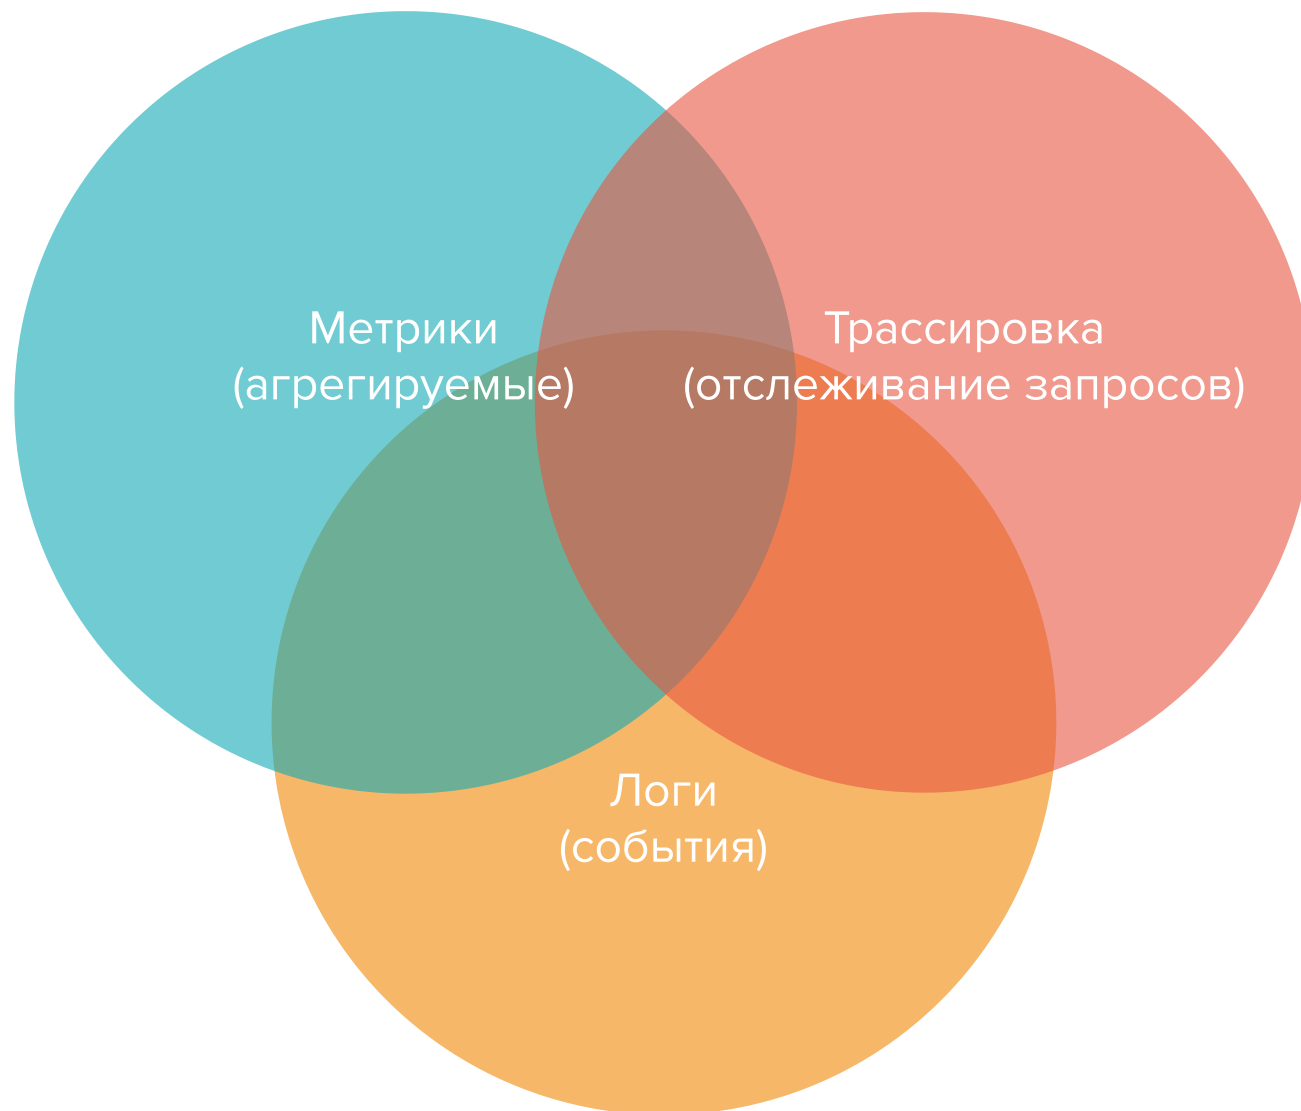 Метрики
(агрегируемые)
Трассировка
(отслеживание запросов)
Логи
(события)